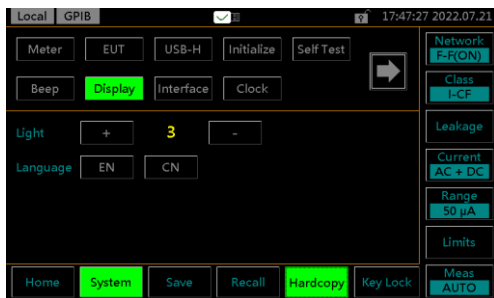 Local GPIB 17:47:27 2022.07.21
Meter EUT USB-H Initialize Self Test
Beep Display Interface Clock
Light + 3 -
Language EN CN
Network
F-F(ON)
Class
I-CF
Leakage
Current
AC + DC
Range
50 µA
Limits
Meas
AUTO
Home System Save Recall Hardcopy Key Lock